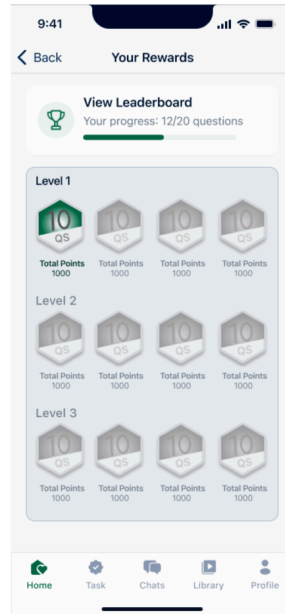 9:41
Back
Your Rewards
View Leaderboard
Your progress: 12/20 questions
Level 1
10 10 10 10
QS QS QS QS
Total Points Total Points Total Points Total Points
1000 1000 1000 1000
Level 2
10 10 10 10
QS QS QS QS
Total Points Total Points Total Points Total Points
1000 1000 1000 1000
Level 3
10 10 10 10
QS QS QS QS
Total Points Total Points Total Points Total Points
1000 1000 1000 1000
Home Task Chats Library Profile